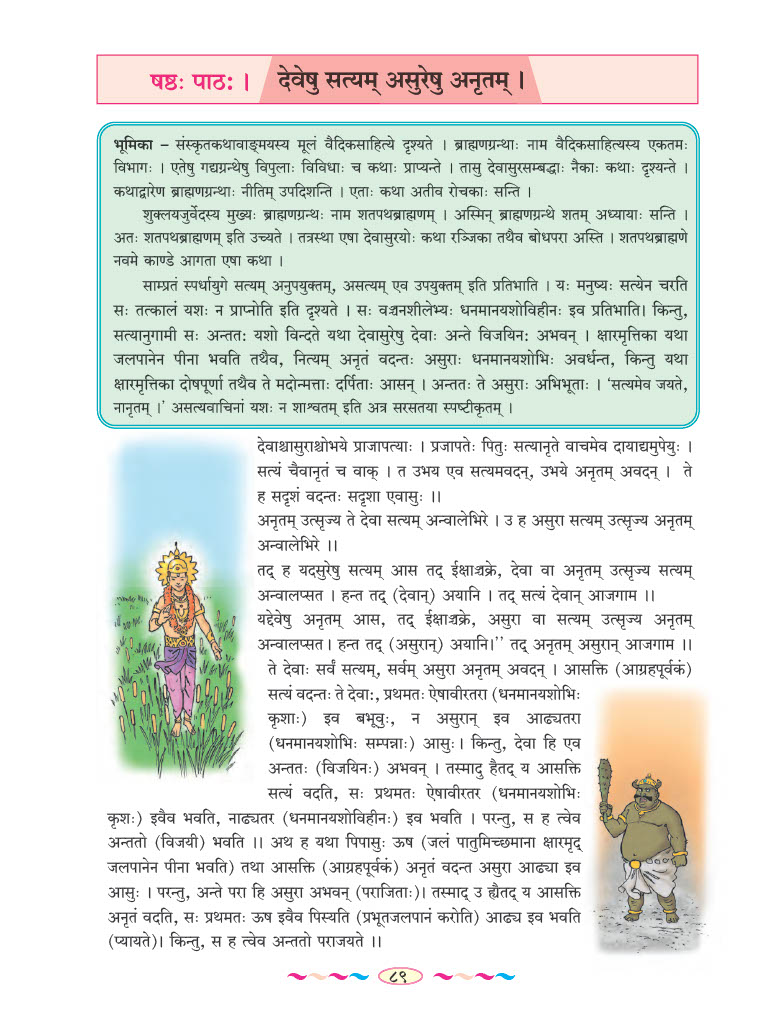 षष्ठः पाठः । देवेषु सत्यम् असुरेषु अनृतम् ।
भूमिका – संस्कृतकथावाङ्मयस्य मूलं वैदिकसाहित्ये दृश्यते । ब्राह्मणग्रन्थाः नाम वैदिकसाहित्यस्य एकतमः
विभागः । एतेषु गद्यग्रन्थेषु विपुलाः विविधाः च कथाः प्राप्यन्ते । तासु देवासुरसम्बद्धाः नैकाः कथाः दृश्यन्ते ।
कथाद्वारेण ब्राह्मणग्रन्थाः नीतिम् उपदिशन्ति । एताः कथा अतीव रोचकाः सन्ति ।
शुक्लयजुर्वेदस्य मुख्यः ब्राह्मणग्रन्थः नाम शतपथब्राह्मणम् । अस्मिन् ब्राह्मणग्रन्थे शतम् अध्यायाः सन्ति ।
अतः शतपथब्राह्मणम् इति उच्यते । तत्रस्था एषा देवासुरयोः कथा रञ्जिका तथैव बोधपरा अस्ति । शतपथब्राह्मणे
नवमे काण्डे आगता एषा कथा ।
साम्प्रतं स्पर्धायुगे सत्यम् अनुपयुक्तम्, असत्यम् एव उपयुक्तम् इति प्रतिभाति । यः मनुष्यः सत्येन चरति
सः तत्कालं यशः न प्राप्नोति इति दृश्यते । सः वञ्चनशीलेभ्यः धनमानयशोविहीनः इव प्रतिभाति। किन्तु,
सत्यानुगामी सः अन्ततः यशो विन्दते यथा देवासुरेषु देवाः अन्ते विजयिनः अभवन् । क्षारमृत्तिका यथा
जलपानेन पीना भवति तथैव, नित्यम् अनृतं वदन्तः असुराः धनमानयशोभिः अवर्धन्त, किन्तु यथा
क्षारमृत्तिका दोषपूर्णा तथैव ते मदोन्मत्ताः दर्पिताः आसन् । अन्ततः ते असुराः अभिभूताः । ‘सत्यमेव जयते,
नानृतम् ।’ असत्यवाचिनां यशः न शाश्वतम् इति अत्र सरसतया स्पष्टीकृतम् ।
देवाश्चासुराश्चोभये प्राजापत्याः । प्रजापतेः पितुः सत्यानृते वाचमेव दायाद्यमुपेयुः ।
सत्यं चैवानृतं च वाक् । त उभय एव सत्यमवदन्, उभये अनृतम् अवदन् । ते
ह सदृशं वदन्तः सदृशा एवासुः ।।
अनृतम् उत्सृज्य ते देवा सत्यम् अन्वालेभिरे । उ ह असुरा सत्यम् उत्सृज्य अनृतम्
अन्वालेभिरे ।।
तद् ह यदसुरेषु सत्यम् आस तद् ईक्षाञ्चक्रे, देवा वा अनृतम् उत्सृज्य सत्यम्
अन्वालप्सत । हन्त तद् (देवान्) अयानि । तद् सत्यं देवान् आजगाम ।।
यद्देवेषु अनृतम् आस, तद् ईक्षाञ्चक्रे, असुरा वा सत्यम् उत्सृज्य अनृतम्
अन्वालप्सत। हन्त तद् (असुरान्) अयानि।’’ तद् अनृतम् असुरान् आजगाम ।।
ते देवाः सर्वं सत्यम्, सर्वम् असुरा अनृतम् अवदन् । आसक्ति (आग्रहपूर्वकं)
सत्यं वदन्तः ते देवाः, प्रथमतः ऐषावीरतरा (धनमानयशोभिः
कृशाः) इव बभूवुः, न असुरान् इव आढ्यतरा
(धनमानयशोभिः सम्पन्नाः) आसुः। किन्तु, देवा हि एव
अन्ततः (विजयिनः) अभवन् । तस्मादु हैतद् य आसक्ति
सत्यं वदति, सः प्रथमतः ऐषावीरतर (धनमानयशोभिः
कृशः) इवैव भवति, नाढ्यतर (धनमानयशोविहीनः) इव भवति । परन्तु, स ह त्वेव
अन्ततो (विजयी) भवति ।। अथ ह यथा पिपासुः ऊष (जलं पातुमिच्छमाना क्षारमृद्
जलपानेन पीना भवति) तथा आसक्ति (आग्रहपूर्वकं) अनृतं वदन्त असुरा आढ्या इव
आसुः । परन्तु, अन्ते परा हि असुरा अभवन् (पराजिताः)। तस्माद् उ ह्यैतद् य आसक्ति
अनृतं वदति, सः प्रथमतः ऊष इवैव पिस्यति (प्रभूतजलपानं करोति) आढ्य इव भवति
(प्यायते)। किन्तु, स ह त्वेव अन्ततो पराजयते ।।
८९